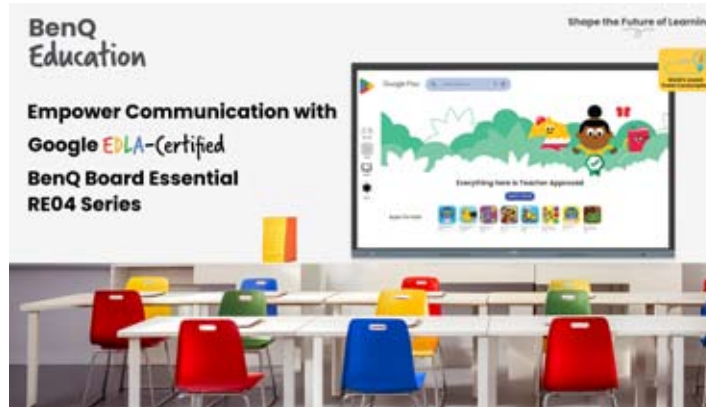 BenQ
Education
Shape the Future of Learning
Empower Communication with
Google EDLA-Certified
BenQ Board Essential
RE04 Series
Google Play
Everything here is Teacher Approved